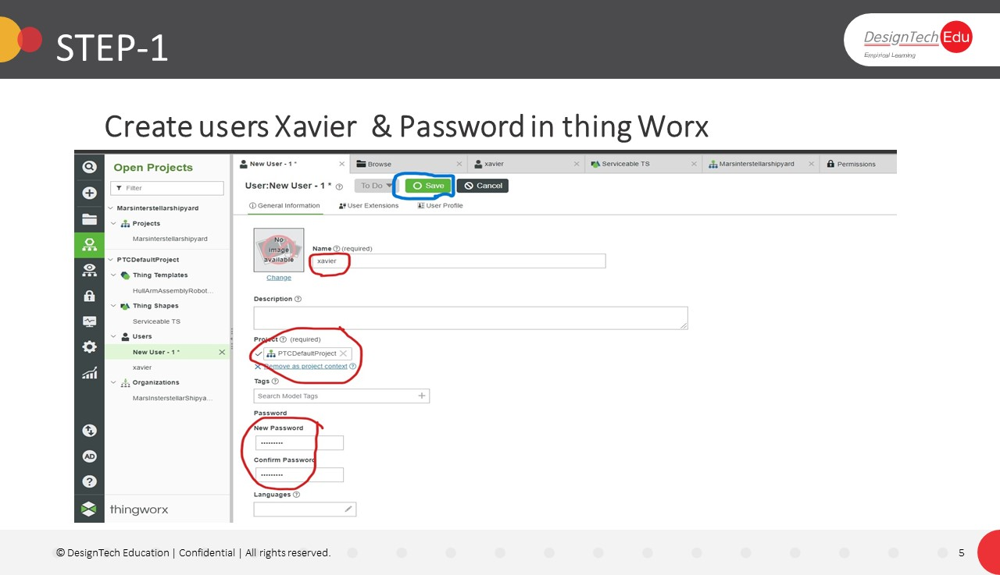 STEP-1
DesignTech Edu
Empirical Learning
Create users Xavier & Password in thing Worx
Open Projects
Filter
Marsinterstellarshipyard
Projects
Marsinterstellarshipyard
PTCDefaultProject
Thing Templates
HullArmAssemblyRobot...
Thing Shapes
Serviceable TS
Users
New User - 1 *
xavier
Organizations
MarsInsterstellarShipya...
AD
thingworx
New User - 1 *
Browse
xavier
Serviceable TS
Marsinterstellarshipyard
Permissions
User:New User - 1 *
To Do
Save
Cancel
General Information
User Extensions
User Profile
No image available
Change
Name (required)
xavier
Description
Project (required)
PTCDefaultProject
Remove as project context
Tags
Search Model Tags
Password
New Password
•••••••••
Confirm Password
•••••••••
Languages
© DesignTech Education | Confidential | All rights reserved.
5